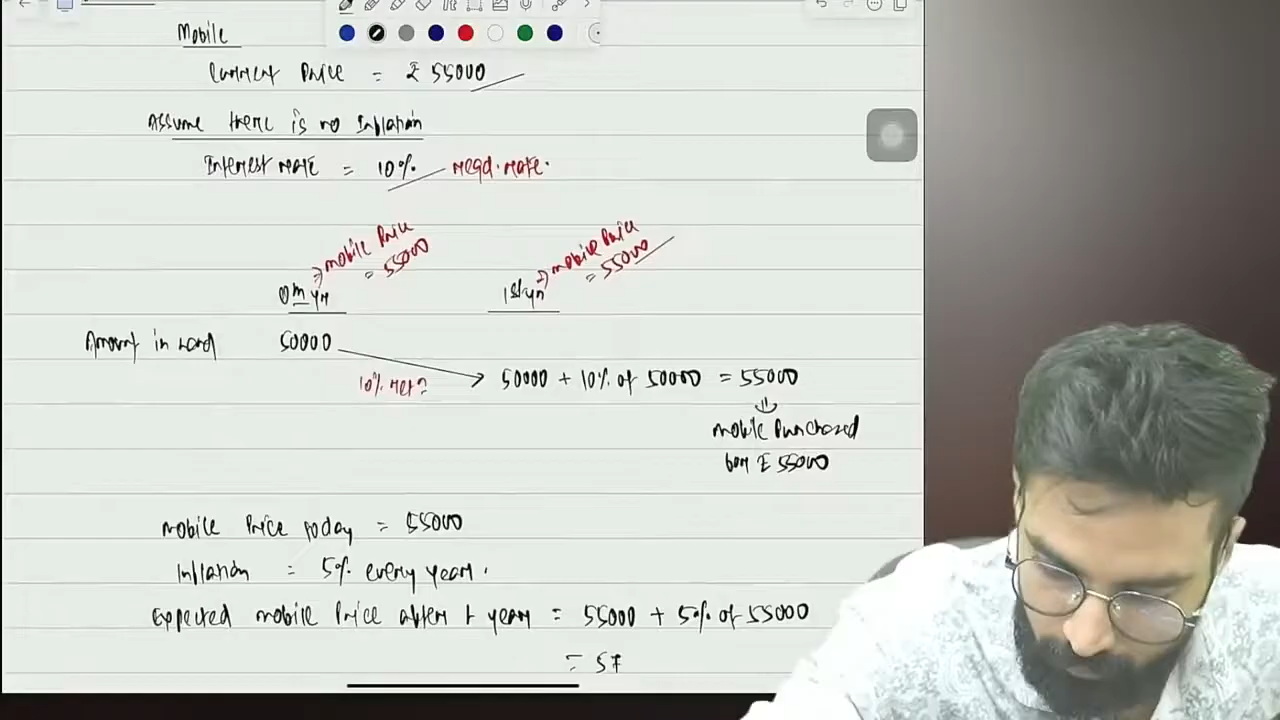 Mobile
Current Price = ₹ 55000
Assume there is no Inflation
Interest rate = 10% reqd. rate.
mobile Price
= 55000
mobile Price
= 55000
0th yr
1st yr
Amount in hand 50000
10% ret?
50000 + 10% of 50000 = 55000
mobile Purchased
for ₹ 55000
mobile Price today = 55000
Inflation = 5% every year.
Expected mobile Price after 1 year = 55000 + 5% of 55000
= 57